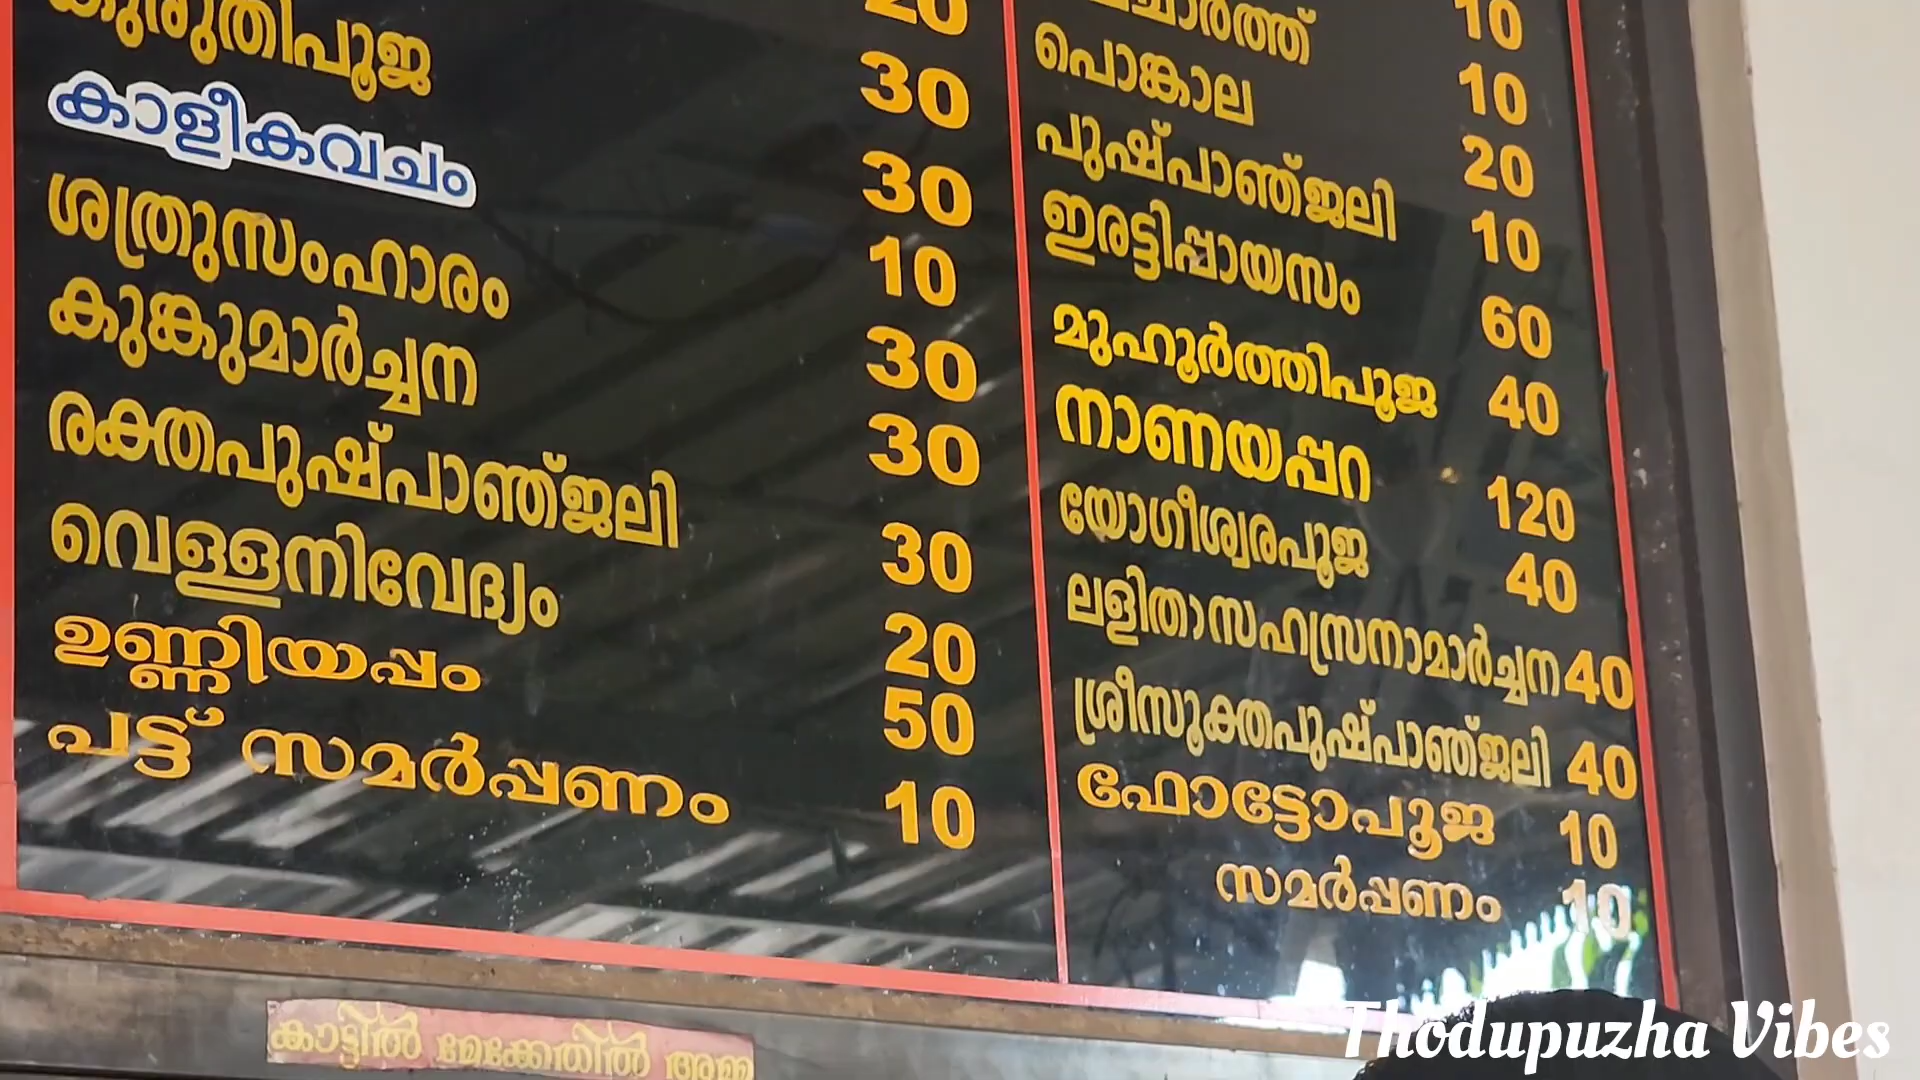 20
കുരുതിപൂജ 30
30
കാളീകവചം 10
ശത്രുസംഹാരം 30
കുങ്കുമാർച്ചന 30
രക്തപുഷ്പാഞ്ജലി 30
വെള്ളനിവേദ്യം 20
ഉണ്ണിയപ്പം 50
പട്ട് സമർപ്പണം 10
10
10
പൊങ്കാല 20
പുഷ്പാഞ്ജലി 10
ഇരട്ടിപ്പായസം 60
മുഹൂർത്തിപൂജ 40
നാണയപ്പറ 120
യോഗീശ്വരപൂജ 40
ലളിതാസഹസ്രനാമാർച്ചന 40
ശ്രീസൂക്തപുഷ്പാഞ്ജലി 40
ഫോട്ടോപൂജ 10
സമർപ്പണം 10
കാട്ടിൽ മേക്കേതിൽ അമ്മ
Thodupuzha Vibes